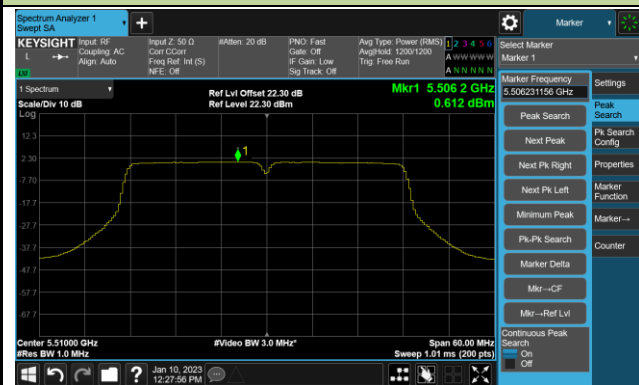 Spectrum Analyzer 1
Swept SA
Marker
KEYSIGHT Input: RF Input Z: 50 Ω #Atten: 20 dB PNO: Fast Avg Type: Power (RMS) 1 2 3 4 5 6
L Coupling: AC Corr CCorr Gate: Off Avg|Hold: 1200/1200 A W W W W W
Align: Auto Freq Ref: Int (S) IF Gain: Low Trig: Free Run A N N N N N
NFE: Off Sig Track: Off
Select Marker
Marker 1
1 Spectrum
Ref Lvl Offset 22.30 dB
Mkr1 5.506 2 GHz
Scale/Div 10 dB
Ref Level 22.30 dBm
0.612 dBm
Log
12.3
2.30
-7.70
-17.7
-27.7
-37.7
-47.7
-57.7
-67.7
1
Center 5.51000 GHz
#Video BW 3.0 MHz*
Span 60.00 MHz
#Res BW 1.0 MHz
Sweep 1.01 ms (200 pts)
Marker Frequency
5.506231156 GHz
Peak Search
Next Peak
Next Pk Right
Next Pk Left
Minimum Peak
Pk-Pk Search
Marker Delta
Mkr→CF
Mkr→Ref Lvl
Continuous Peak
Search
On
Off
Settings
Peak
Search
Pk Search
Config
Properties
Marker
Function
Marker→
Counter
Jan 10, 2023
12:27:56 PM